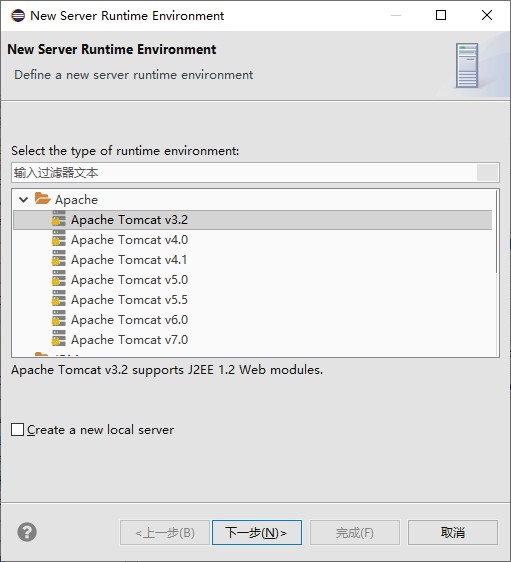 New Server Runtime Environment
New Server Runtime Environment
Define a new server runtime environment
Select the type of runtime environment:
输入过滤器文本
Apache
Apache Tomcat v3.2
Apache Tomcat v4.0
Apache Tomcat v4.1
Apache Tomcat v5.0
Apache Tomcat v5.5
Apache Tomcat v6.0
Apache Tomcat v7.0
Apache Tomcat v3.2 supports J2EE 1.2 Web modules.
Create a new local server
<上一步(B) 下一步(N)> 完成(F) 取消